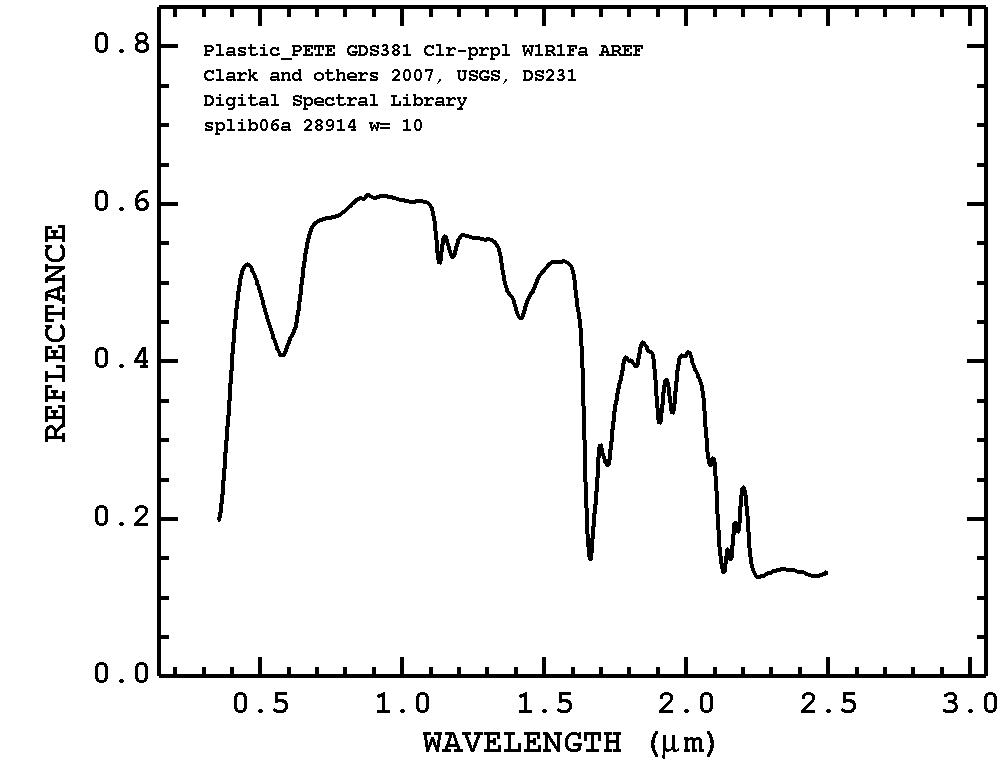 Plastic_PETE GDS381 Clr-prpl W1R1Fa AREF
Clark and others 2007, USGS, DS231
Digital Spectral Library
splib06a 28914 w= 10
0.8
0.6
0.4
0.2
0.0
REFLECTANCE
0.5 1.0 1.5 2.0 2.5 3.0
WAVELENGTH (μm)